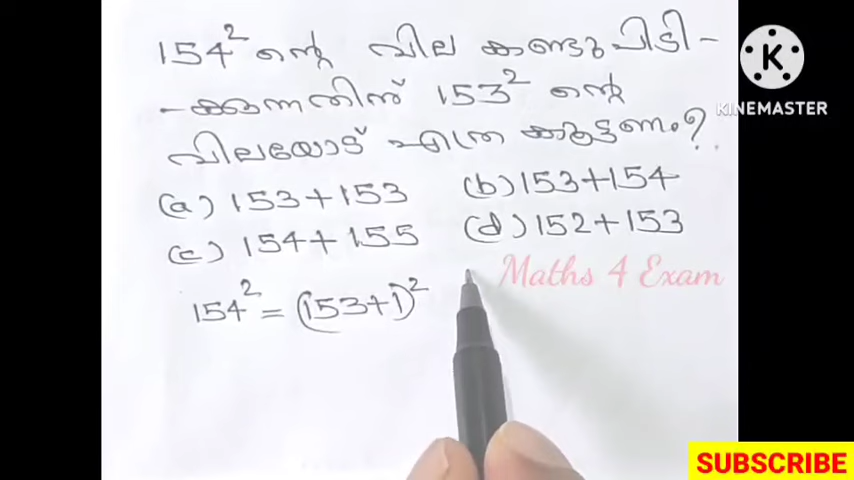 154² ന്റെ വില കണ്ടുപിടി-
-ക്കുന്നതിന് 153² ന്റെ
വിലയോട് എത്ര കൂട്ടണം?
(a) 153+153 (b) 153+154
(c) 154+155 (d) 152+153
154² = (153+1)²
Maths 4 Exam
K
KINEMASTER
SUBSCRIBE